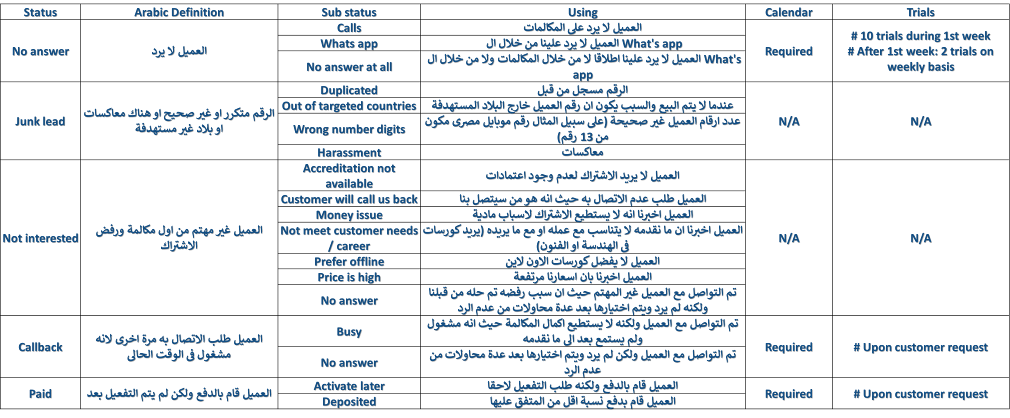 Status Arabic Definition Sub status Using Calendar Trials
No answer
العميل لا يرد
Calls
العميل لا يرد على المكالمات
Whats app
العميل لا يرد علينا من خلال ال What's app
No answer at all
العميل لا يرد علينا اطلاقا لا من خلال المكالمات ولا من خلال ال What's
app
Required
# 10 trials during 1st week
# After 1st week: 2 trials on
weekly basis
Junk lead
الرقم متكرر او غير صحيح او هناك معاكسات
او بلاد غير مستهدفة
Duplicated
الرقم مسجل من قبل
Out of targeted countries
عندما لا يتم البيع والسبب يكون ان رقم العميل خارج البلاد المستهدفة
Wrong number digits
عدد ارقام العميل غير صحيحة (على سبيل المثال رقم موبايل مصرى مكون
من 13 رقم)
Harassment
معاكسات
N/A
N/A
Not interested
العميل غير مهتم من اول مكالمة ورفض
الاشتراك
Accreditation not
available
العميل لا يريد الاشتراك لعدم وجود اعتمادات
Customer will call us back
العميل طلب عدم الاتصال به حيث انه هو من سيتصل بنا
Money issue
العميل اخبرنا انه لا يستطيع الاشتراك لاسباب مادية
Not meet customer needs
/ career
العميل اخبرنا ان ما نقدمه لا يتناسب مع عمله او مع ما يريده (يريد كورسات
فى الهندسة او الفنون)
Prefer offline
العميل لا يفضل كورسات الاون لاين
Price is high
العميل اخبرنا بان اسعارنا مرتفعة
No answer
تم التواصل مع العميل غير المهتم حيث ان سبب رفضه تم حله من قبلنا
ولكنه لم يرد ويتم اختيارها بعد عدة محاولات من عدم الرد
N/A
N/A
Callback
العميل طلب الاتصال به مرة اخرى لانه
مشغول فى الوقت الحالى
Busy
تم التواصل مع العميل ولكنه لا يستطيع اكمال المكالمة حيث انه مشغول
ولم يستمع بعد الى ما نقدمه
No answer
تم التواصل مع العميل ولكن لم يرد ويتم اختيارها بعد عدة محاولات من
عدم الرد
Required
# Upon customer request
Paid
العميل قام بالدفع ولكن لم يتم التفعيل بعد
Activate later
العميل قام بالدفع ولكنه طلب التفعيل لاحقا
Deposited
العميل قام بدفع نسبة اقل من المتفق عليها
Required
# Upon customer request